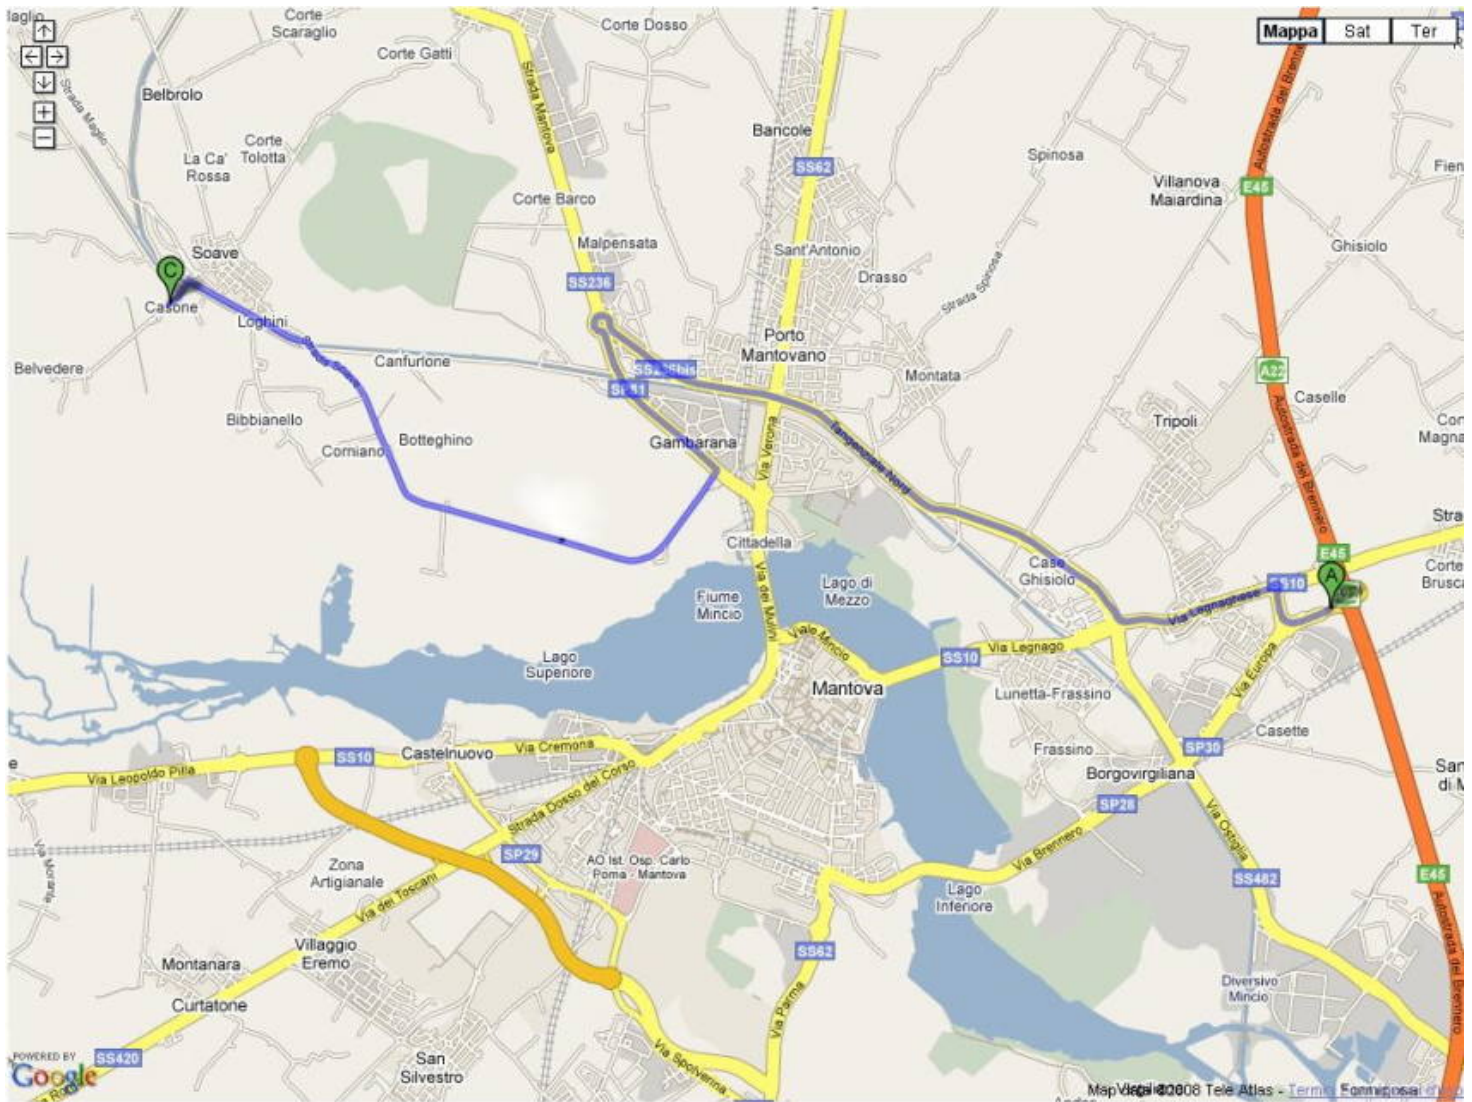 Mappa
Sat
Ter
Corte
Scaraglio
Corte Dosso
Corte Gatti
Strada Maglio
Belbrolo
Strada Mantova
Autostrada del Brennero
Corte
Tolotta
La Ca'
Rossa
Bancole
SS62
Spinosa
Villanova
Maiardina
E45
Corte Barco
Malpensata
Soave
Sant'Antonio
Drasso
Strada Spinosa
Ghisiolo
SS236
C
Casone
Loghini
Canfurlone
Belvedere
Porto
Mantovano
Montata
A22
Caselle
Bibbianello
Corniano
Botteghino
Gambarana
Via Verona
Tangenziale Nord
Tripoli
Autostrada del Brennero
Cittadella
Fiume
Mincio
Via dei Mulini
Lago di
Mezzo
Case
Ghisiolo
Via Legnaghese
SS10
E45
A
Lago
Superiore
Viale Mincio
SS10
Via Legnago
Mantova
Lunetta-Frassino
Via Europa
Casette
Frassino
SP30
Borgovirgiliana
Via Leopoldo Pilla
SS10
Castelnuovo
Via Cremona
Strada Dosso del Corso
SP28
Via Brennero
Via Ostiglia
SP29
AO Ist. Osp. Carlo
Poma - Mantova
Zona
Artigianale
Via dei Toscani
SS482
E45
Lago
Inferiore
Autostrada del Brennero
Villaggio
Eremo
SS62
Montanara
Curtatone
Via Parma
Diversivo
Mincio
San
Silvestro
SS420
Via Spolverina
POWERED BY
Google
Map data ©2008 Tele Atlas -